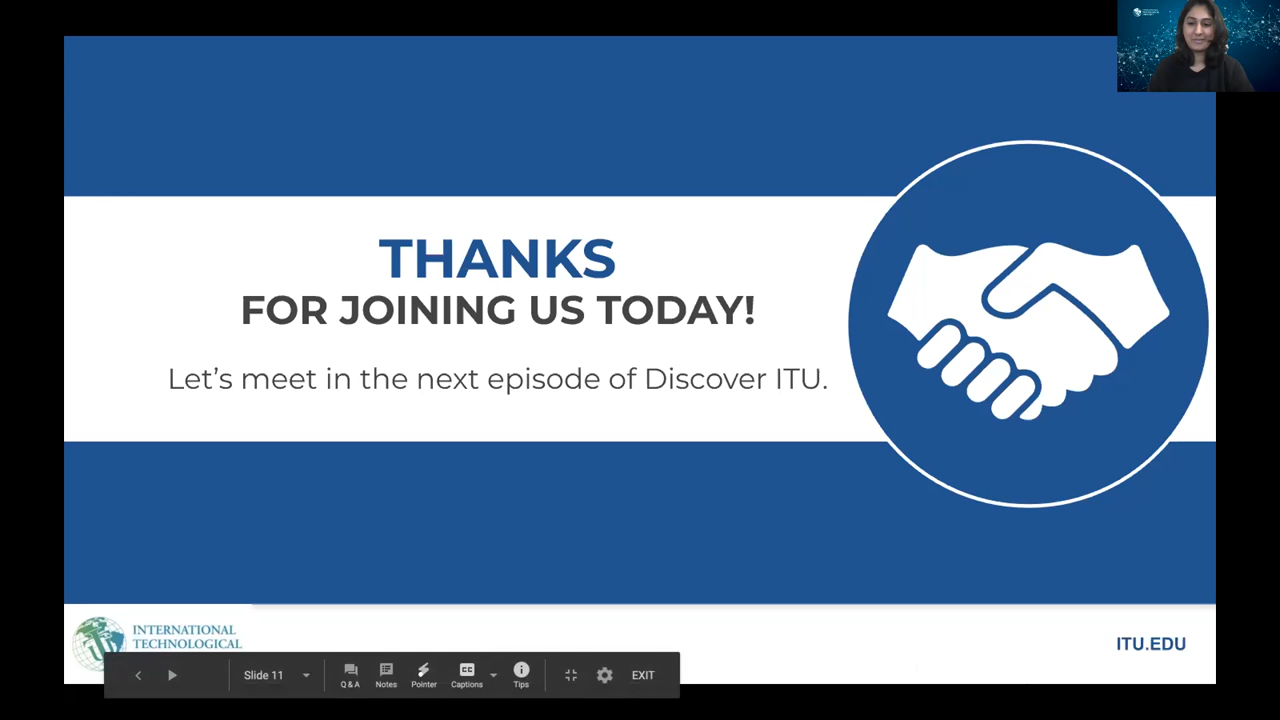 THANKS
FOR JOINING US TODAY!
Let's meet in the next episode of Discover ITU.
INTERNATIONAL
TECHNOLOGICAL
ITU.EDU
Slide 11
Q & A
Notes
Pointer
Captions
Tips
EXIT